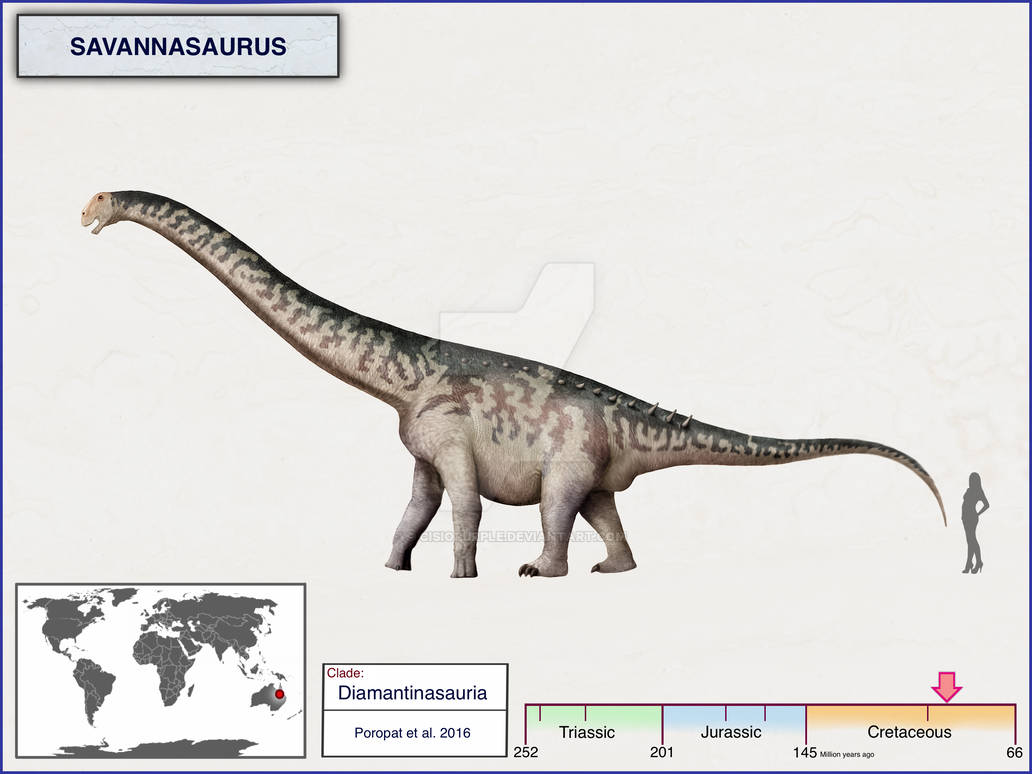 SAVANNASAURUS
Clade:
Diamantinasauria
Poropat et al. 2016
Triassic
Jurassic
Cretaceous
252
201
145
Million years ago
66